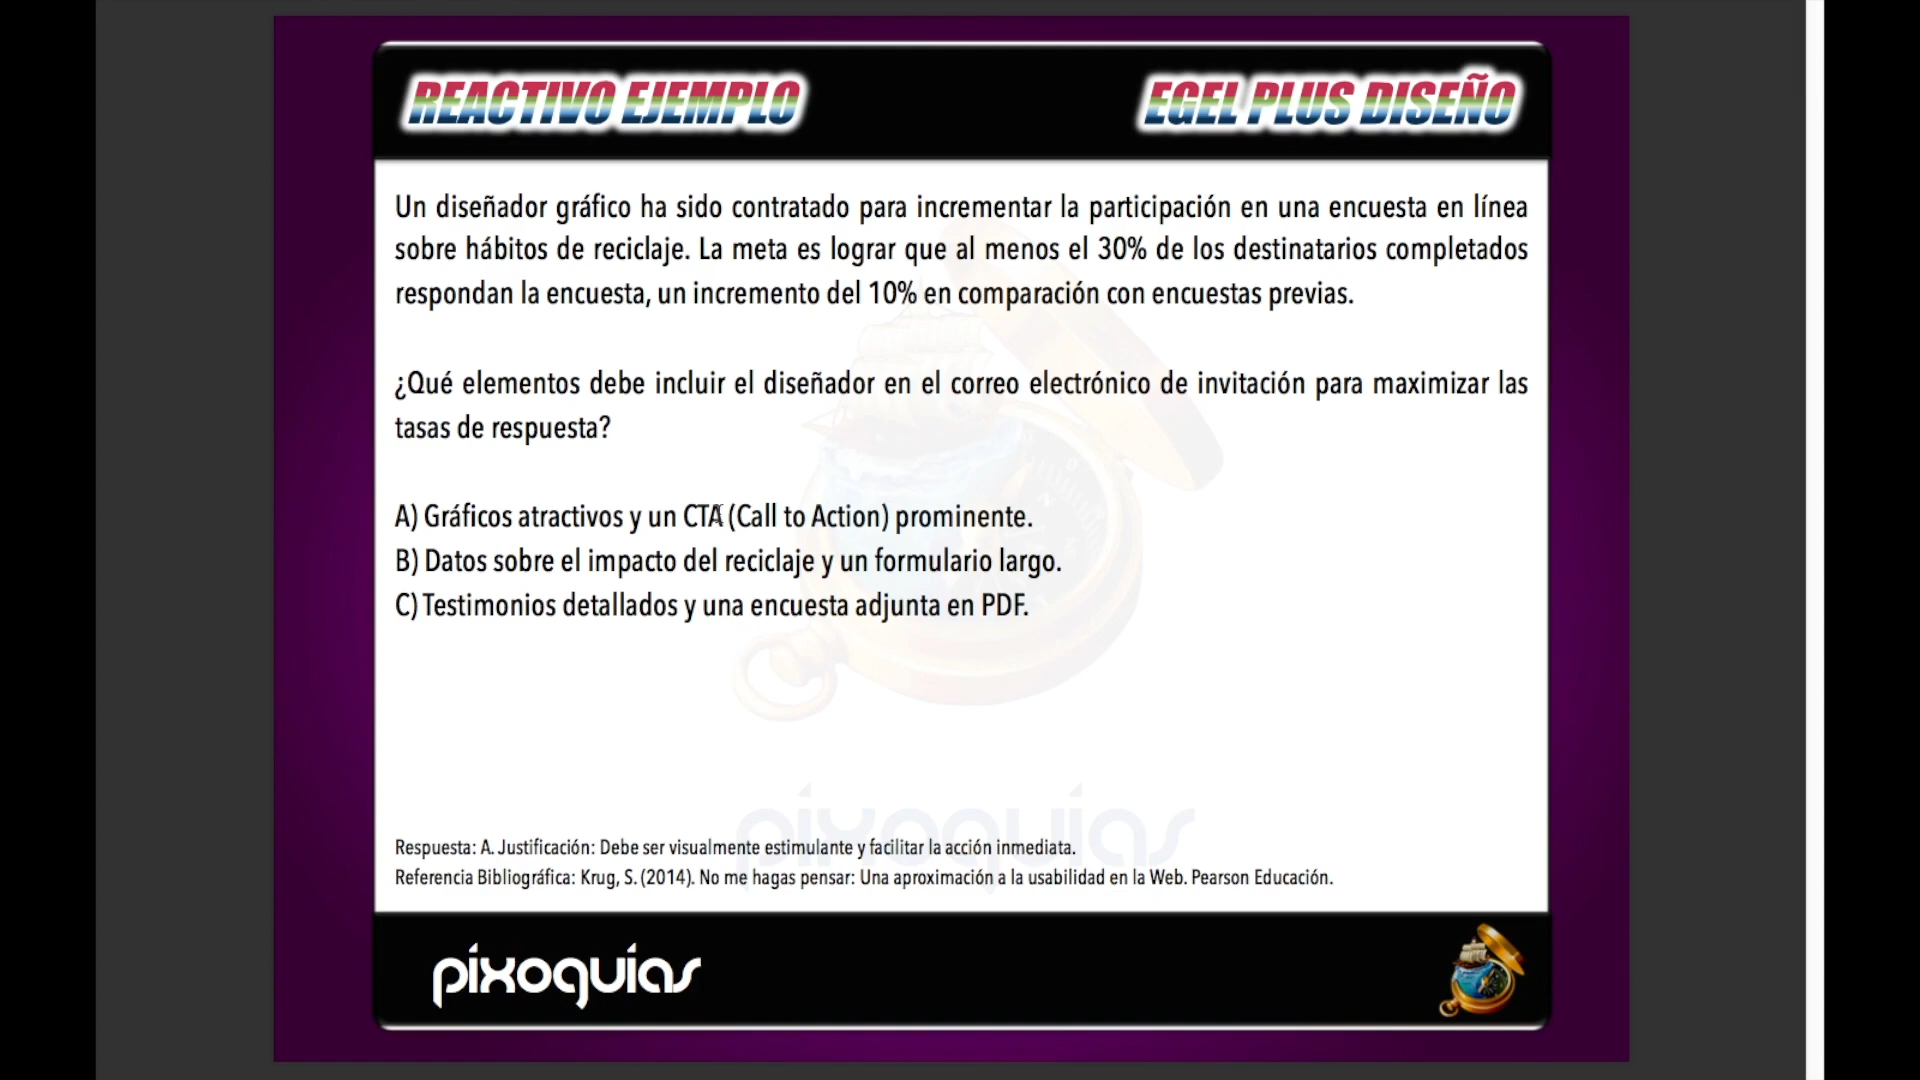 REACTIVO EJEMPLO
EGEL PLUS DISEÑO
Un diseñador gráfico ha sido contratado para incrementar la participación en una encuesta en línea
sobre hábitos de reciclaje. La meta es lograr que al menos el 30% de los destinatarios completados
respondan la encuesta, un incremento del 10% en comparación con encuestas previas.
¿Qué elementos debe incluir el diseñador en el correo electrónico de invitación para maximizar las
tasas de respuesta?
A) Gráficos atractivos y un CTA (Call to Action) prominente.
B) Datos sobre el impacto del reciclaje y un formulario largo.
C) Testimonios detallados y una encuesta adjunta en PDF.
pixoguias
Respuesta: A. Justificación: Debe ser visualmente estimulante y facilitar la acción inmediata.
Referencia Bibliográfica: Krug, S. (2014). No me hagas pensar: Una aproximación a la usabilidad en la Web. Pearson Educación.
pixoguias